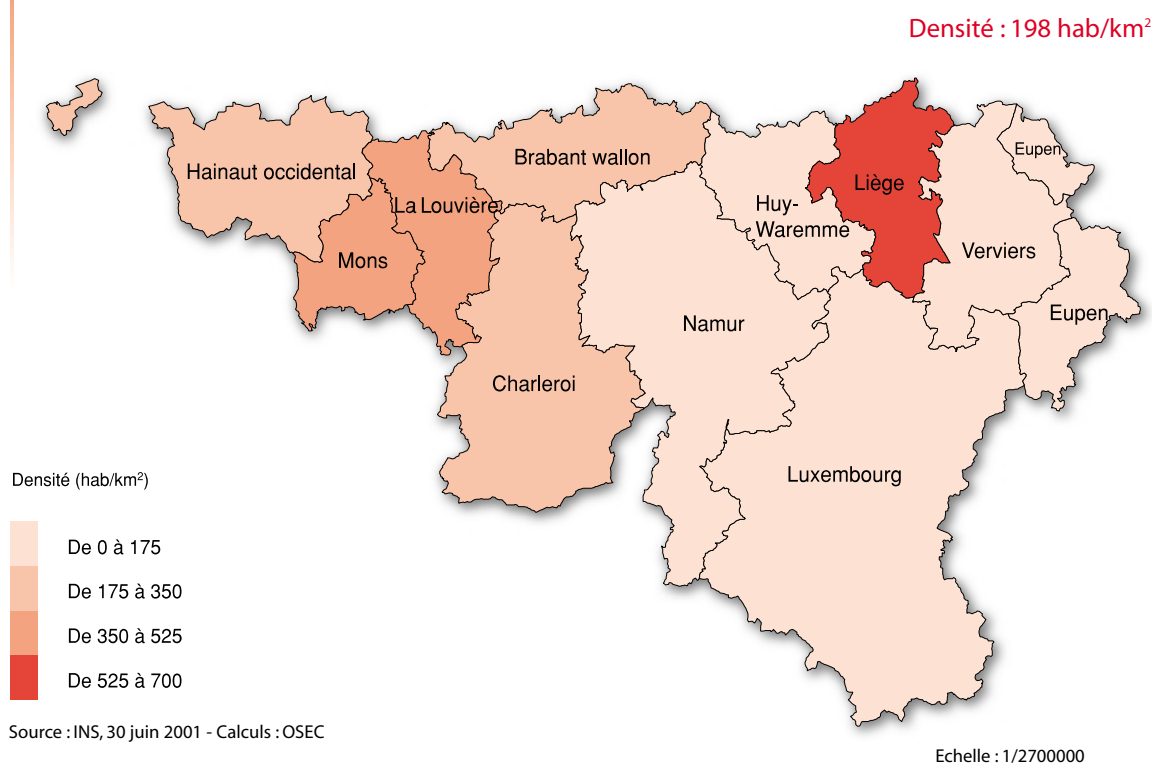 Densité : 198 hab/km²
Hainaut occidental
Brabant wallon
Eupen
La Louvière
Liège
Huy-
Waremme
Mons
Verviers
Namur
Eupen
Charleroi
Luxembourg
Densité (hab/km²)
De 0 à 175
De 175 à 350
De 350 à 525
De 525 à 700
Source : INS, 30 juin 2001 - Calculs : OSEC
Echelle : 1/2700000